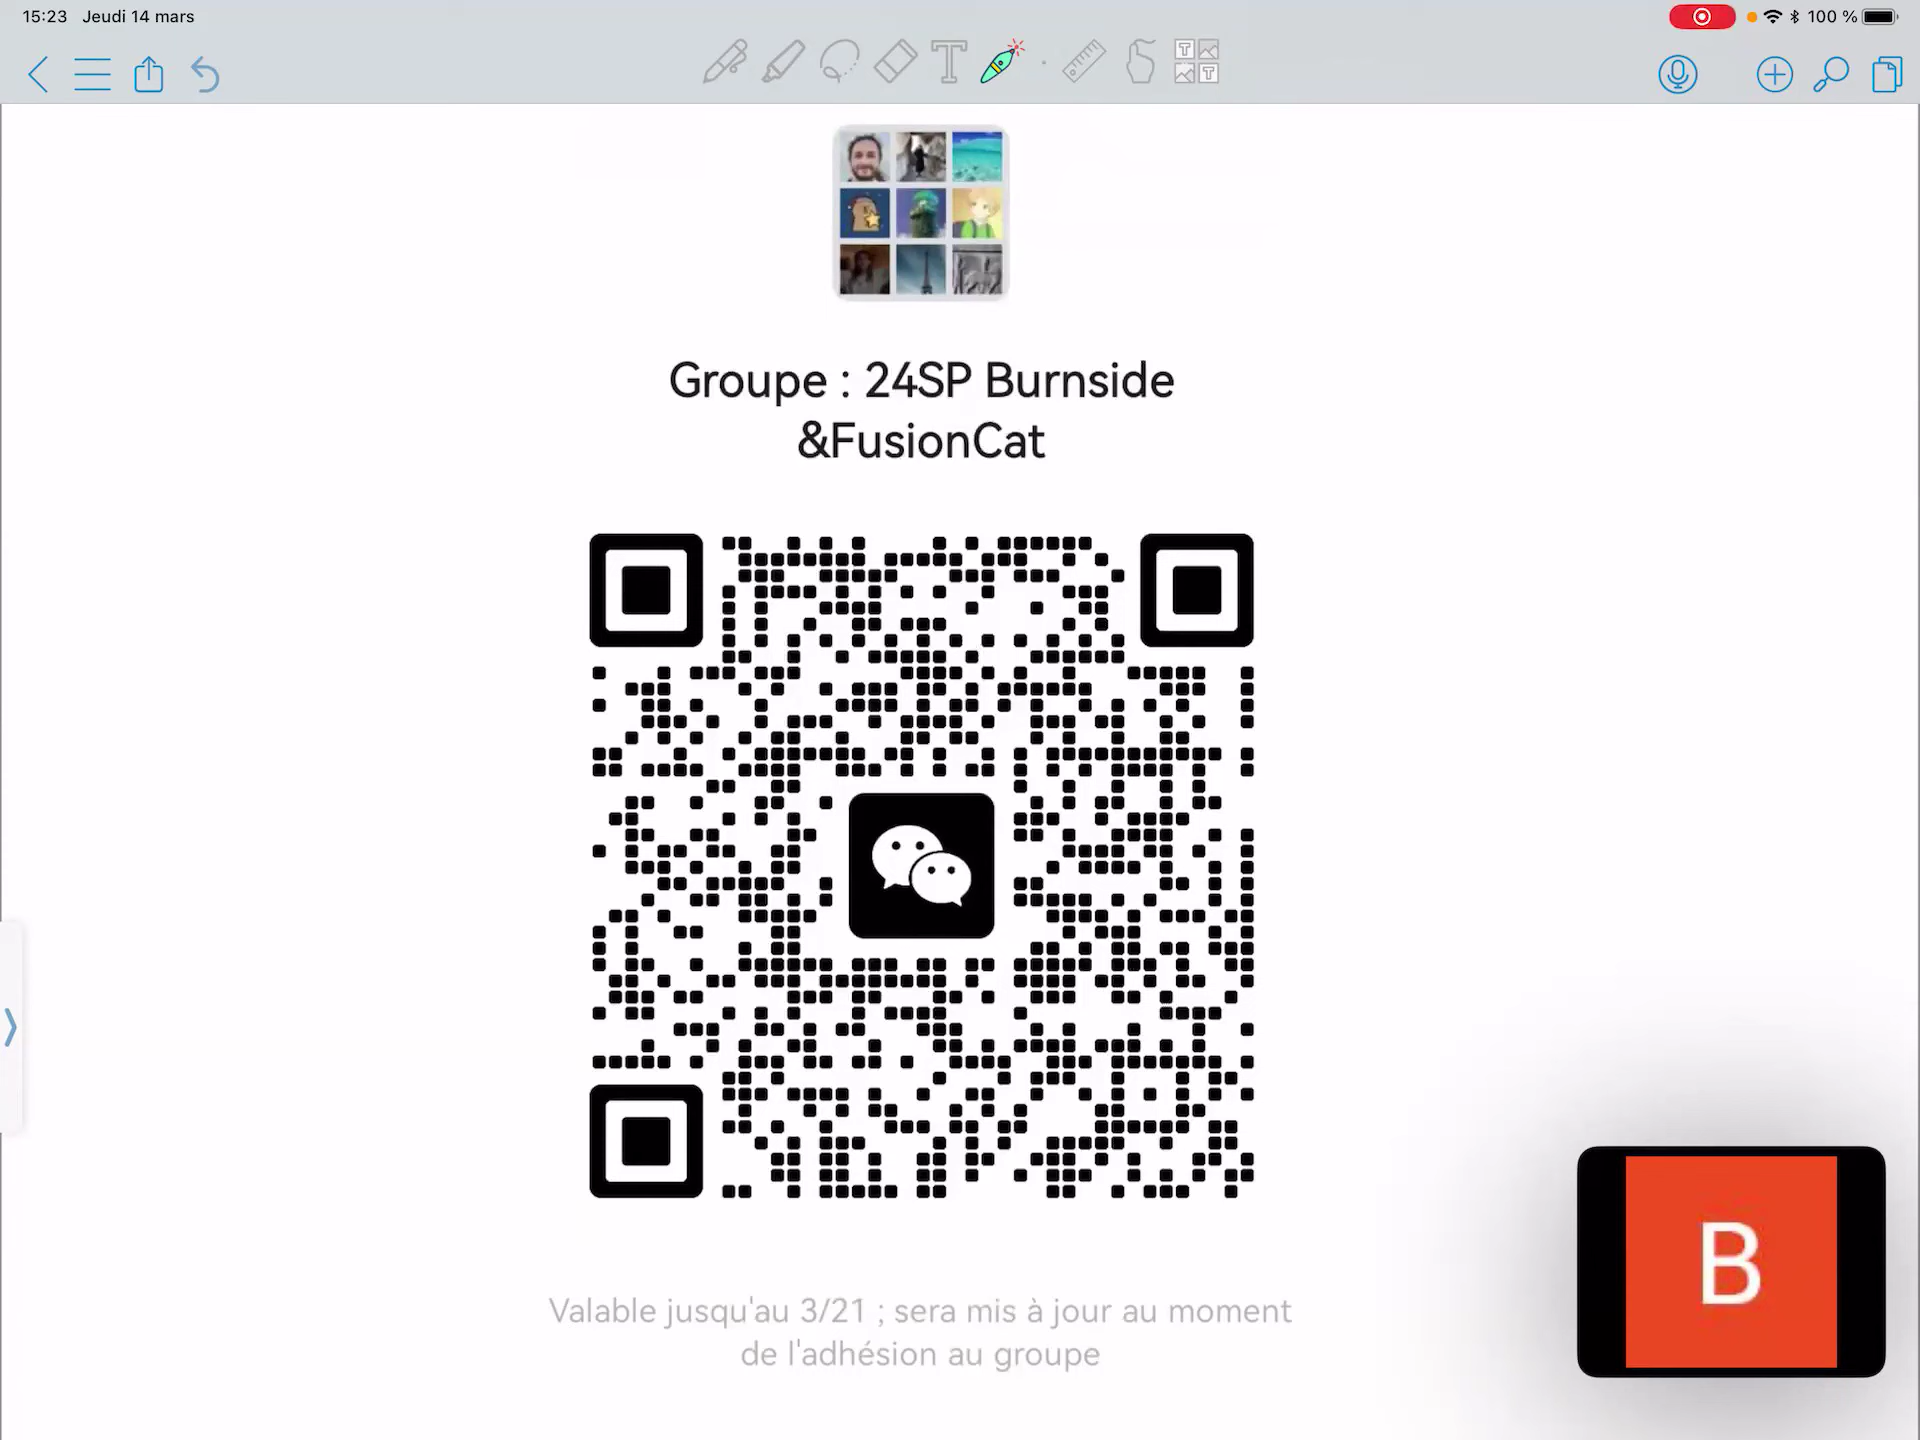 15:23 Jeudi 14 mars
100 %
Groupe : 24SP Burnside
&FusionCat
Valable jusqu'au 3/21 ; sera mis à jour au moment
de l'adhésion au groupe
B